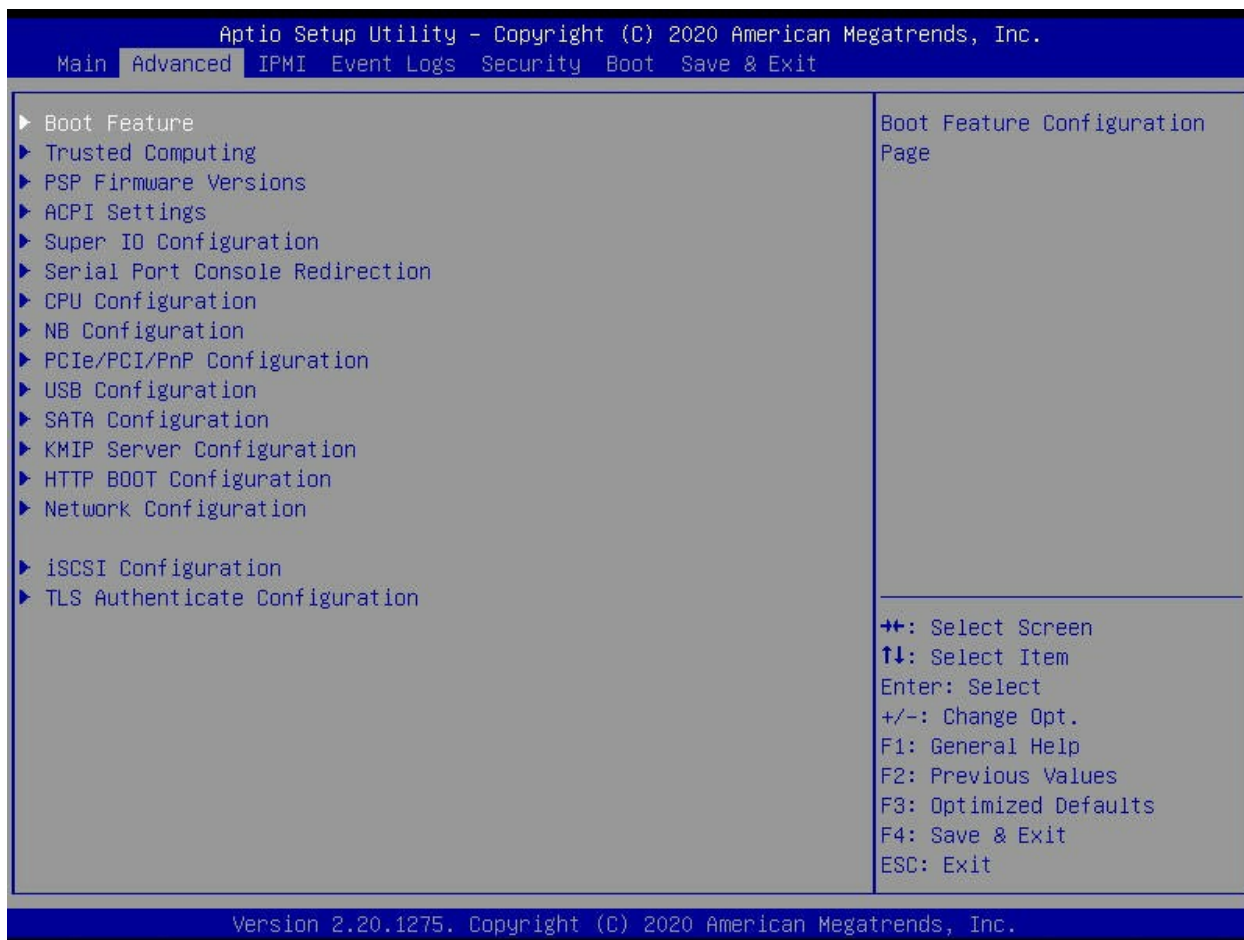 Aptio Setup Utility – Copyright (C) 2020 American Megatrends, Inc.
Main Advanced IPMI Event Logs Security Boot Save & Exit
Boot Feature
Trusted Computing
PSP Firmware Versions
ACPI Settings
Super IO Configuration
Serial Port Console Redirection
CPU Configuration
NB Configuration
PCIe/PCI/PnP Configuration
USB Configuration
SATA Configuration
KMIP Server Configuration
HTTP BOOT Configuration
Network Configuration
iSCSI Configuration
TLS Authenticate Configuration
Boot Feature Configuration
Page
→←: Select Screen
↑↓: Select Item
Enter: Select
+/-: Change Opt.
F1: General Help
F2: Previous Values
F3: Optimized Defaults
F4: Save & Exit
ESC: Exit
Version 2.20.1275. Copyright (C) 2020 American Megatrends, Inc.